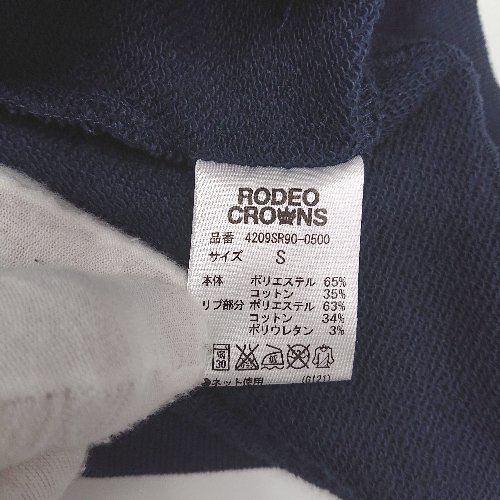 RODEO
CROWNS
品番 4209SR90-0500
サイズ S
本体 ポリエステル 65%
コットン 35%
リブ部分 ポリエステル 63%
コットン 34%
ポリウレタン 3%
30
ネット使用 (G121)